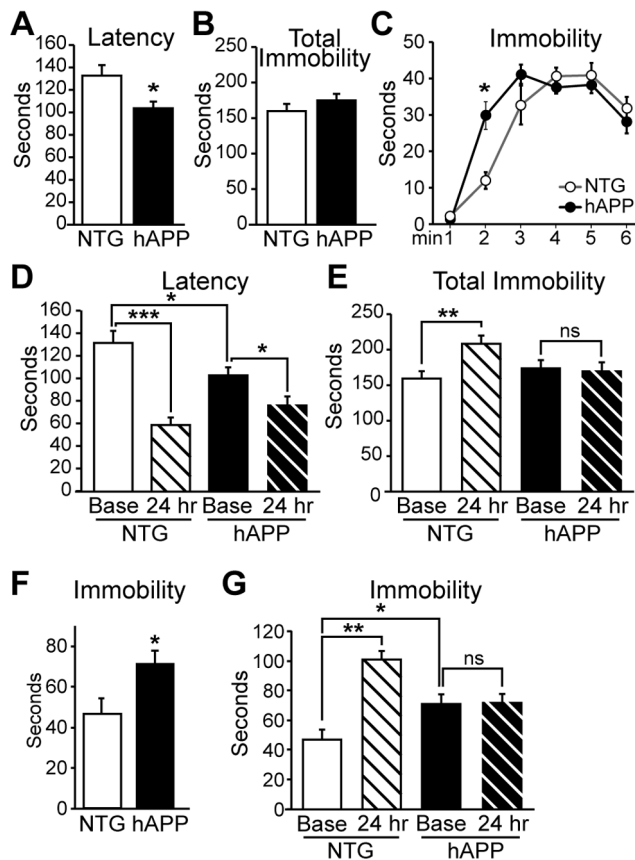 A
Latency
Seconds
140
120
100
80
60
40
20
0
*
NTG hAPP
B
Total
Immobility
Seconds
250
200
150
100
50
0
NTG hAPP
C
Immobility
Seconds
50
40
30
20
10
0
*
NTG
hAPP
min 1 2 3 4 5 6
D
Latency
Seconds
160
140
120
100
80
60
40
20
0
*
***
*
Base 24 hr Base 24 hr
NTG hAPP
E
Total Immobility
Seconds
250
200
150
100
50
0
**
ns
Base 24 hr Base 24 hr
NTG hAPP
F
Immobility
Seconds
80
60
40
20
0
*
NTG hAPP
G
Immobility
Seconds
120
100
80
60
40
20
0
*
**
ns
Base 24 hr Base 24 hr
NTG hAPP